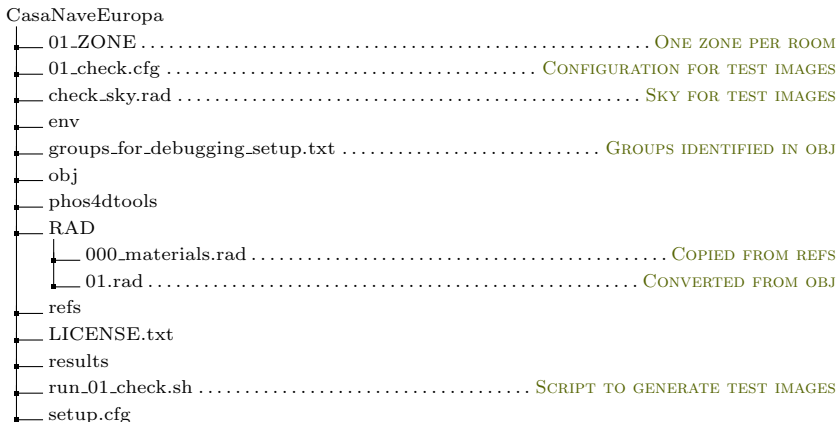 CasaNaveEuropa
01_ZONE ONE ZONE PER ROOM
01_check.cfg CONFIGURATION FOR TEST IMAGES
check_sky.rad SKY FOR TEST IMAGES
env
groups_for_debugging_setup.txt GROUPS IDENTIFIED IN OBJ
obj
phos4dtools
RAD
000_materials.rad COPIED FROM REFS
01.rad CONVERTED FROM OBJ
refs
LICENSE.txt
results
run_01_check.sh SCRIPT TO GENERATE TEST IMAGES
setup.cfg